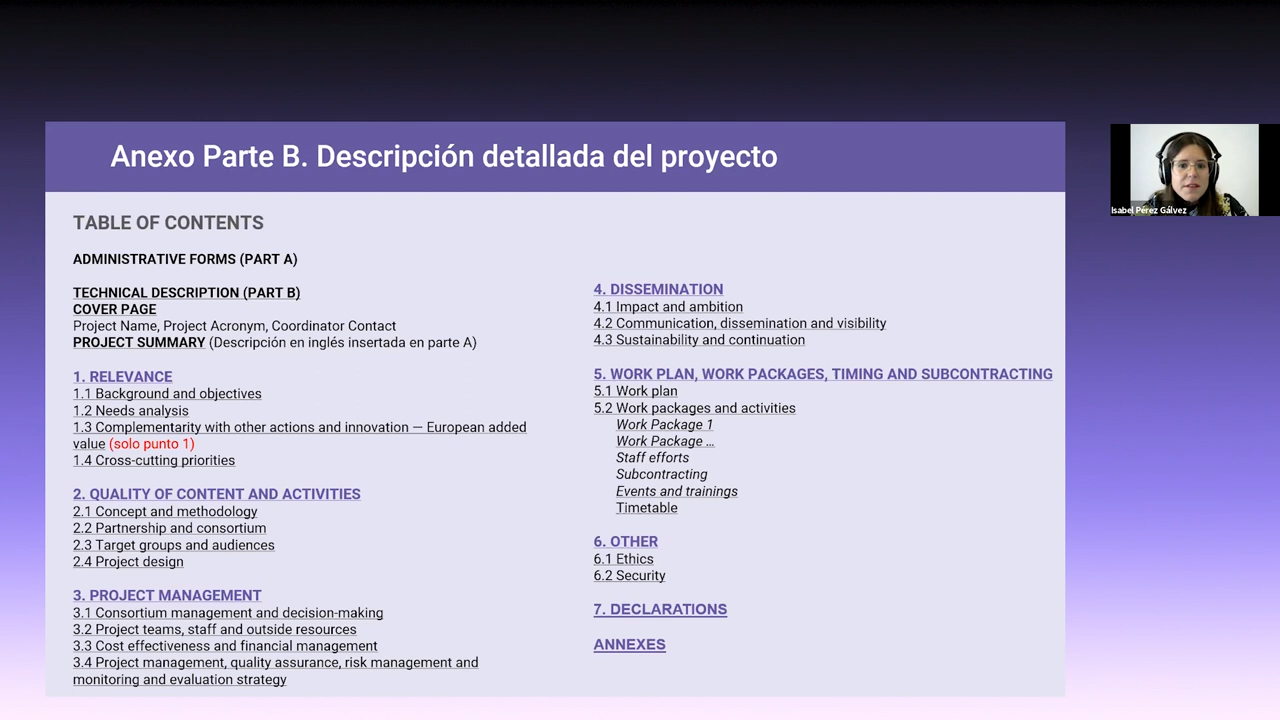 Anexo Parte B. Descripción detallada del proyecto
TABLE OF CONTENTS
ADMINISTRATIVE FORMS (PART A)
TECHNICAL DESCRIPTION (PART B)
COVER PAGE
Project Name, Project Acronym, Coordinator Contact
PROJECT SUMMARY (Descripción en inglés insertada en parte A)
1. RELEVANCE
1.1 Background and objectives
1.2 Needs analysis
1.3 Complementarity with other actions and innovation — European added
value (solo punto 1)
1.4 Cross-cutting priorities
2. QUALITY OF CONTENT AND ACTIVITIES
2.1 Concept and methodology
2.2 Partnership and consortium
2.3 Target groups and audiences
2.4 Project design
3. PROJECT MANAGEMENT
3.1 Consortium management and decision-making
3.2 Project teams, staff and outside resources
3.3 Cost effectiveness and financial management
3.4 Project management, quality assurance, risk management and
monitoring and evaluation strategy
4. DISSEMINATION
4.1 Impact and ambition
4.2 Communication, dissemination and visibility
4.3 Sustainability and continuation
5. WORK PLAN, WORK PACKAGES, TIMING AND SUBCONTRACTING
5.1 Work plan
5.2 Work packages and activities
Work Package 1
Work Package …
Staff efforts
Subcontracting
Events and trainings
Timetable
6. OTHER
6.1 Ethics
6.2 Security
7. DECLARATIONS
ANNEXES
Isabel Pérez Gálvez